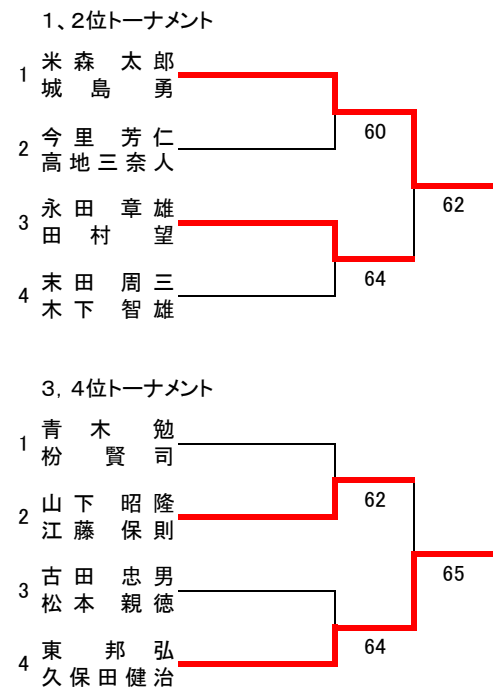 1、2位トーナメント
1 米森 太郎
城島 勇
60
2 今里 芳仁
高地三奈人
62
3 永田 章雄
田村 望
64
4 末田 周三
木下 智雄
3, 4位トーナメント
1 青木 勉
枌 賢司
62
2 山下 昭隆
江藤 保則
65
3 古田 忠男
松本 親徳
64
4 東 邦弘
久保田健治